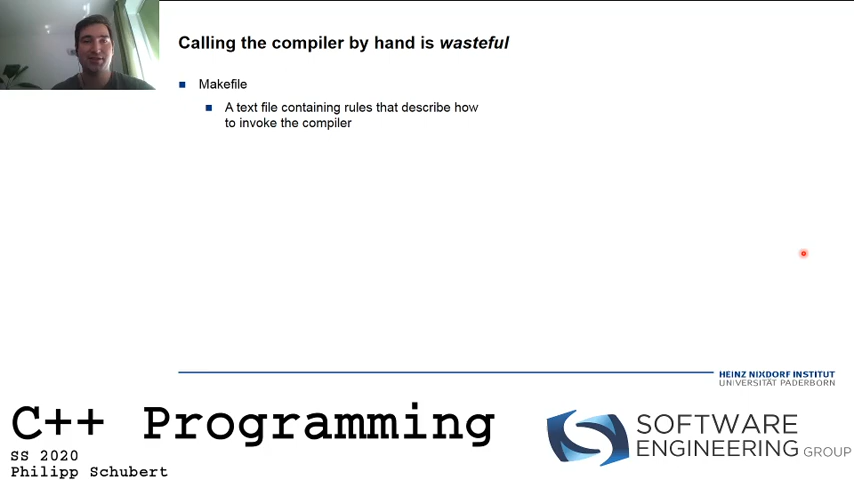 Calling the compiler by hand is wasteful
Makefile
A text file containing rules that describe how
to invoke the compiler
HEINZ NIXDORF INSTITUT
UNIVERSITÄT PADERBORN
C++ Programming
SS 2020
Philipp Schubert
SOFTWARE
ENGINEERING GROUP